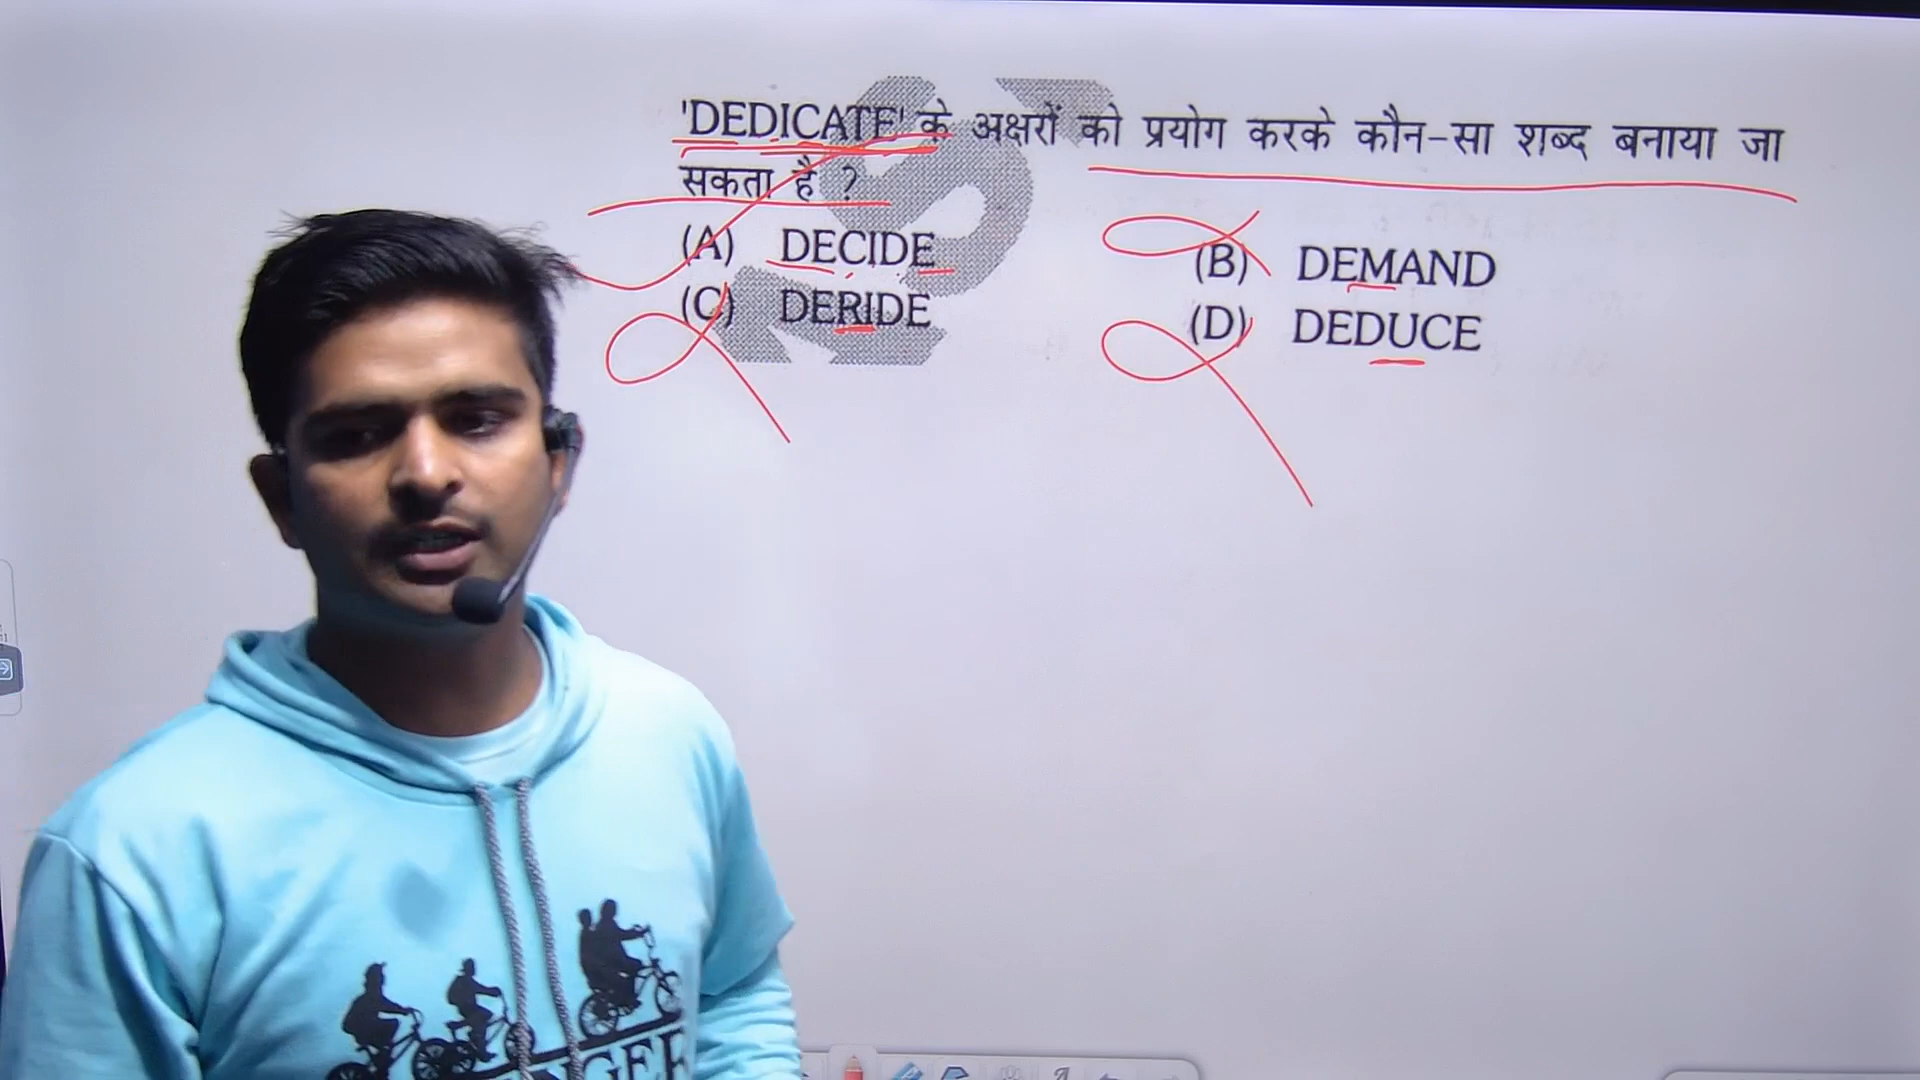 'DEDICATE' के अक्षरों को प्रयोग करके कौन-सा शब्द बनाया जा
सकता है ?
(A) DECIDE (B) DEMAND
(C) DERIDE (D) DEDUCE